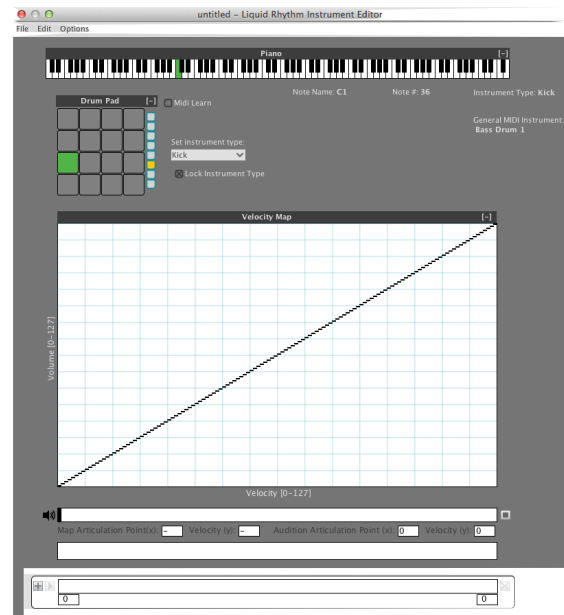 untitled – Liquid Rhythm Instrument Editor
File Edit Options
Piano [-]
Note Name: C1 Note #: 36 Instrument Type: Kick
Drum Pad [-] Midi Learn
General MIDI Instrument:
Bass Drum 1
Set instrument type:
Kick
Lock Instrument Type
Velocity Map [-]
Volume [0-127]
Velocity [0-127]
Map Articulation Point(x): - Velocity (y): - Audition Articulation Point (x): 0 Velocity (y): 0
0 0